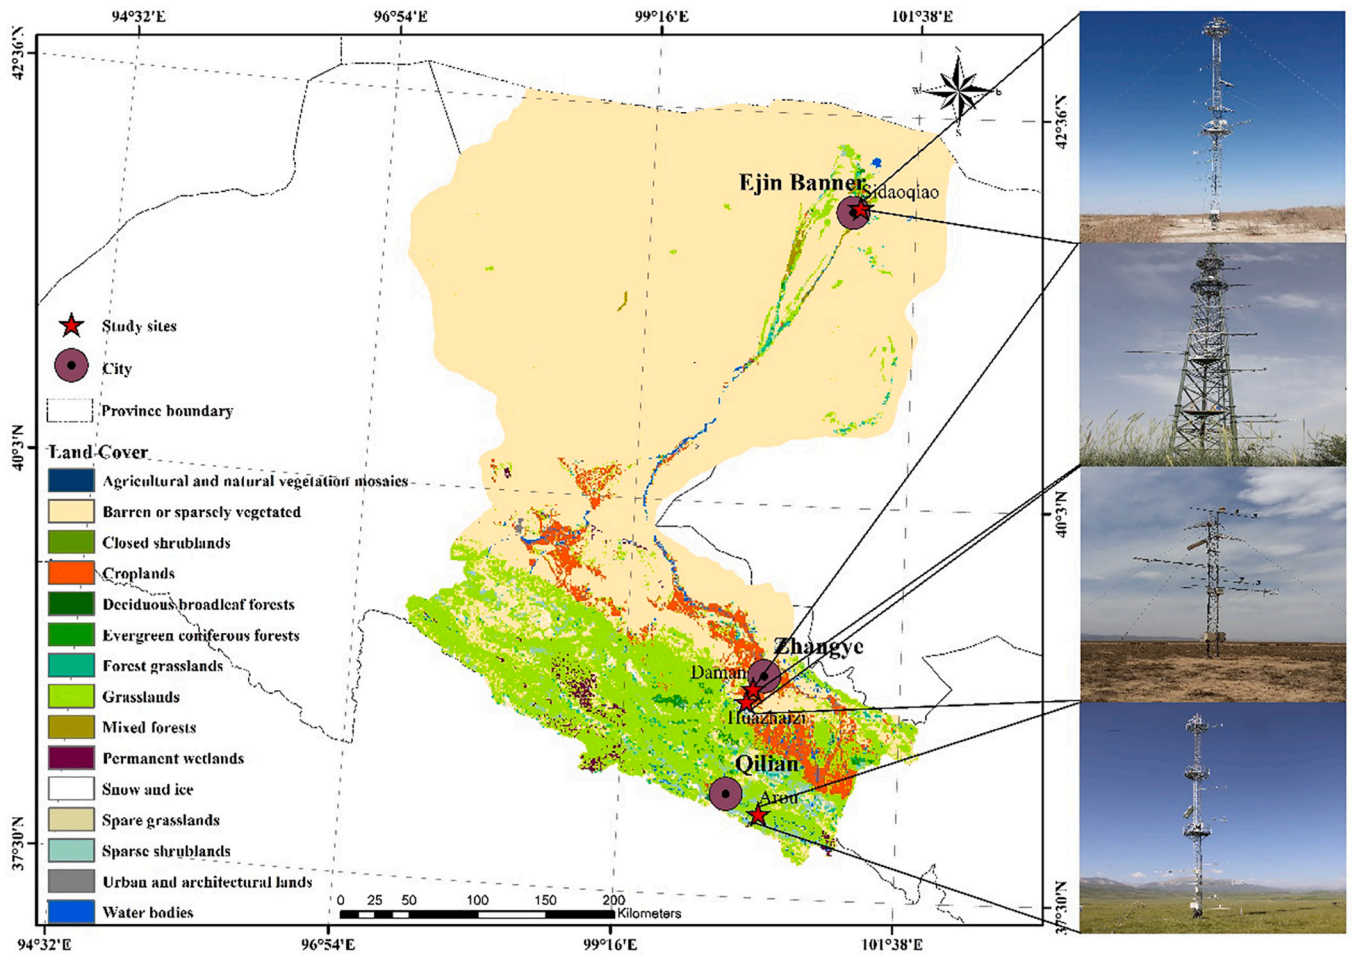 94°32'E 96°54'E 99°16'E 101°38'E
42°36'N
42°36'N
N
W E
S
Ejin Banner
Sidaoqiao
Study sites
City
Province boundary
40°3'N
Land Cover
Agricultural and natural vegetation mosaies
Barren or sparsely vegetated
40°3'N
Closed shrublands
Croplands
Deciduous broadleaf forests
Evergreen coniferous forests
Zhangye
Forest grasslands
Daman
Grasslands
Huazhaizi
Mixed forests
Permanent wetlands
Qilian
Snow and ice
Arou
Spare grasslands
37°30'N
Sparse shrublands
Urban and architectural lands
37°30'N
0 25 50 100 150 200
Kilometers
Water bodies
94°32'E 96°54'E 99°16'E 101°38'E